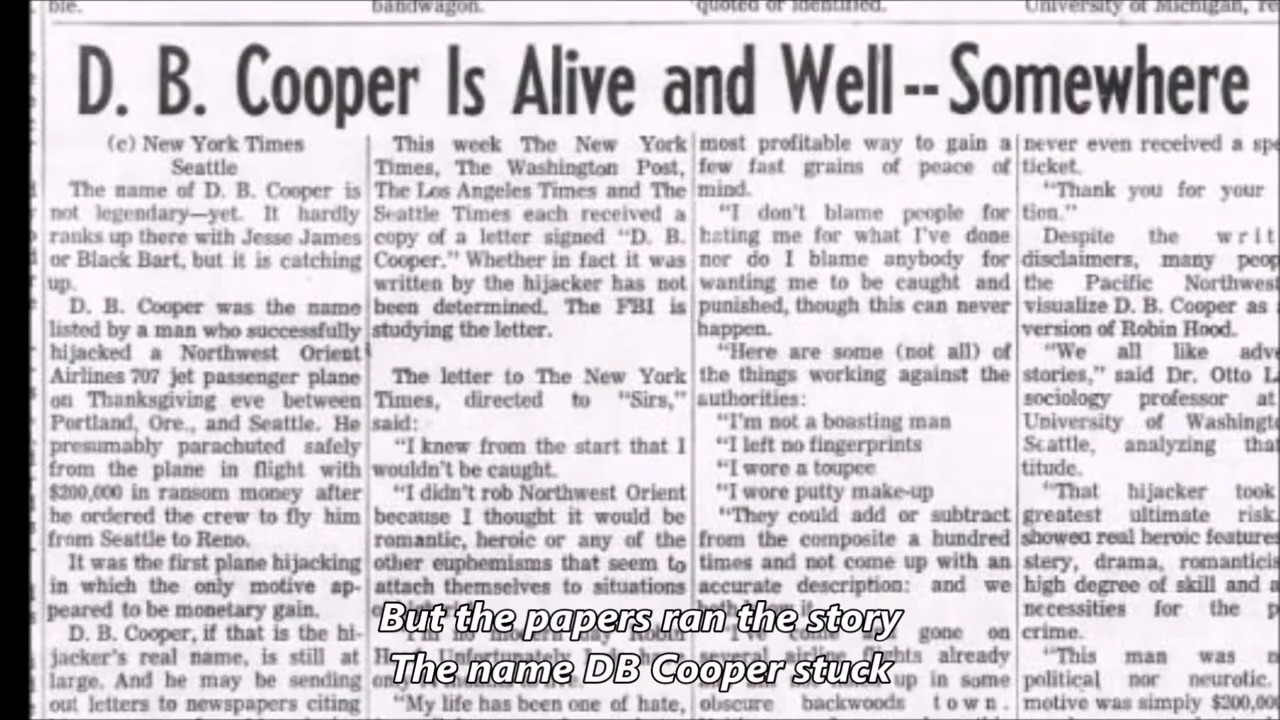 ble.
bandwagon.
quoted or identified.
University of Michigan,
D. B. Cooper Is Alive and Well--Somewhere
(c) New York Times
Seattle
The name of D. B. Cooper is
not legendary—yet. It hardly
ranks up there with Jesse James
or Black Bart, but it is catching
up.
D. B. Cooper was the name
listed by a man who successfully
hijacked a Northwest Orient
Airlines 707 jet passenger plane
on Thanksgiving eve between
Portland, Ore., and Seattle. He
presumably parachuted safely
from the plane in flight with
$200,000 in ransom money after
he ordered the crew to fly him
from Seattle to Reno.
It was the first plane hijacking
in which the only motive ap-
peared to be monetary gain.
D. B. Cooper, if that is the hi-
jacker's real name, is still at
large. And he may be sending
out letters to newspapers citing
This week The New York
Times, The Washington Post,
The Los Angeles Times and The
Seattle Times each received a
copy of a letter signed "D. B.
Cooper." Whether in fact it was
written by the hijacker has not
been determined. The FBI is
studying the letter.
The letter to The New York
Times, directed to "Sirs,"
said:
"I knew from the start that I
wouldn't be caught.
"I didn't rob Northwest Orient
because I thought it would be
romantic, heroic or any of the
other euphemisms that seem to
attach themselves to situations
"My life has been one of hate,
most profitable way to gain a
few fast grains of peace of
mind.
"I don't blame people for
hating me for what I've done
nor do I blame anybody for
wanting me to be caught and
punished, though this can never
happen.
"Here are some (not all) of
the things working against the
authorities:
"I'm not a boasting man
"I left no fingerprints
"I wore a toupee
"I wore putty make-up
"They could add or subtract
from the composite a hundred
times and not come up with an
accurate description: and we
gone on
flights already
up in some
obscure backwoods town.
never even received a spe
ticket.
"Thank you for your
tion."
Despite the writ
disclaimers, many peop
the Pacific Northwest
visualize D. B. Cooper as
version of Robin Hood.
"We all like adv
stories," said Dr. Otto L
sociology professor at
University of Washingt
Seattle, analyzing tha
titude.
"That hijacker took
greatest ultimate risk.
showed real heroic features
stery, drama, romanticis
high degree of skill and a
necessities for the p
crime.
"This man was n
political nor neurotic.
motive was simply $200,00
But the papers ran the story
The name DB Cooper stuck